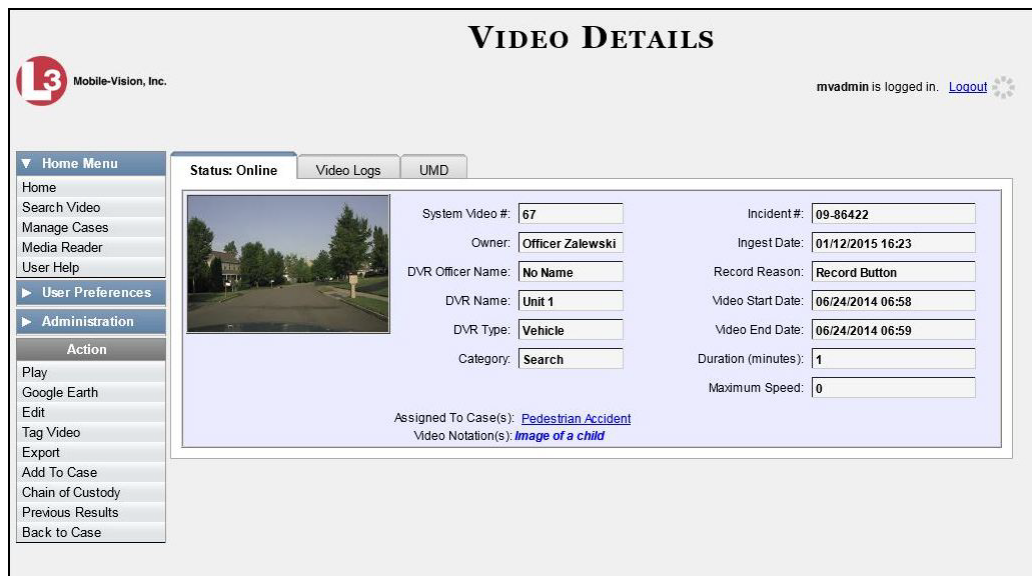 VIDEO DETAILS
L3 Mobile-Vision, Inc.
mvadmin is logged in. Logout
▼ Home Menu
Home
Search Video
Manage Cases
Media Reader
User Help
▶ User Preferences
▶ Administration
Action
Play
Google Earth
Edit
Tag Video
Export
Add To Case
Chain of Custody
Previous Results
Back to Case
Status: Online Video Logs UMD
System Video #: 67 Incident #: 09-86422
Owner: Officer Zalewski Ingest Date: 01/12/2015 16:23
DVR Officer Name: No Name Record Reason: Record Button
DVR Name: Unit 1 Video Start Date: 06/24/2014 06:58
DVR Type: Vehicle Video End Date: 06/24/2014 06:59
Category: Search Duration (minutes): 1
Maximum Speed: 0
Assigned To Case(s): Pedestrian Accident
Video Notation(s): Image of a child